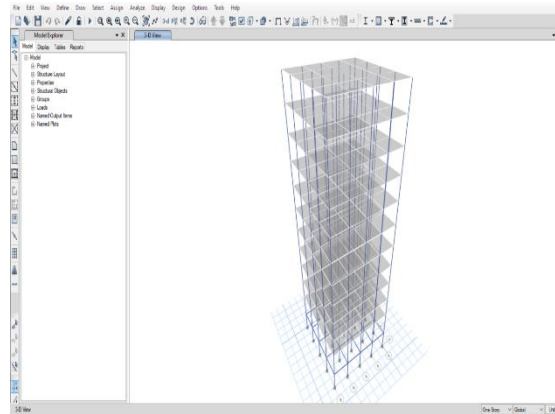 File Edit View Define Draw Select Assign Analyze Display Design Options Tools Help
Model Explorer
3-D View
Model Display Tables Reports
Model
Project
Structure Layout
Properties
Structural Objects
Groups
Loads
Named Output Items
Named Plots
3-D View
One Story
Global